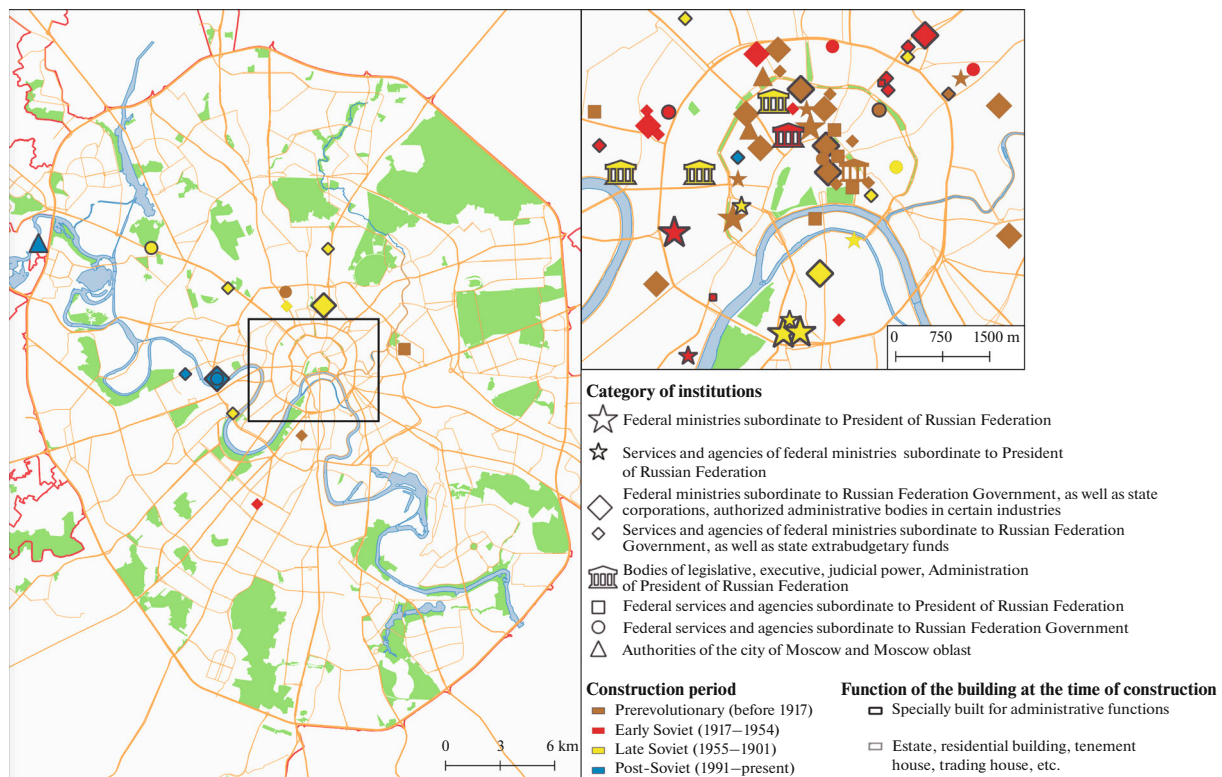 0 750 1500 m
0 3 6 km
Category of institutions
Federal ministries subordinate to President of Russian Federation
Services and agencies of federal ministries subordinate to President
of Russian Federation
Federal ministries subordinate to Russian Federation Government, as well as state
corporations, authorized administrative bodies in certain industries
Services and agencies of federal ministries subordinate to Russian Federation
Government, as well as state extrabudgetary funds
Bodies of legislative, executive, judicial power, Administration
of President of Russian Federation
Federal services and agencies subordinate to President of Russian Federation
Federal services and agencies subordinate to Russian Federation Government
Authorities of the city of Moscow and Moscow oblast
Construction period
Prerevolutionary (before 1917)
Early Soviet (1917–1954)
Late Soviet (1955–1901)
Post-Soviet (1991–present)
Function of the building at the time of construction
Specially built for administrative functions
Estate, residential building, tenement
house, trading house, etc.